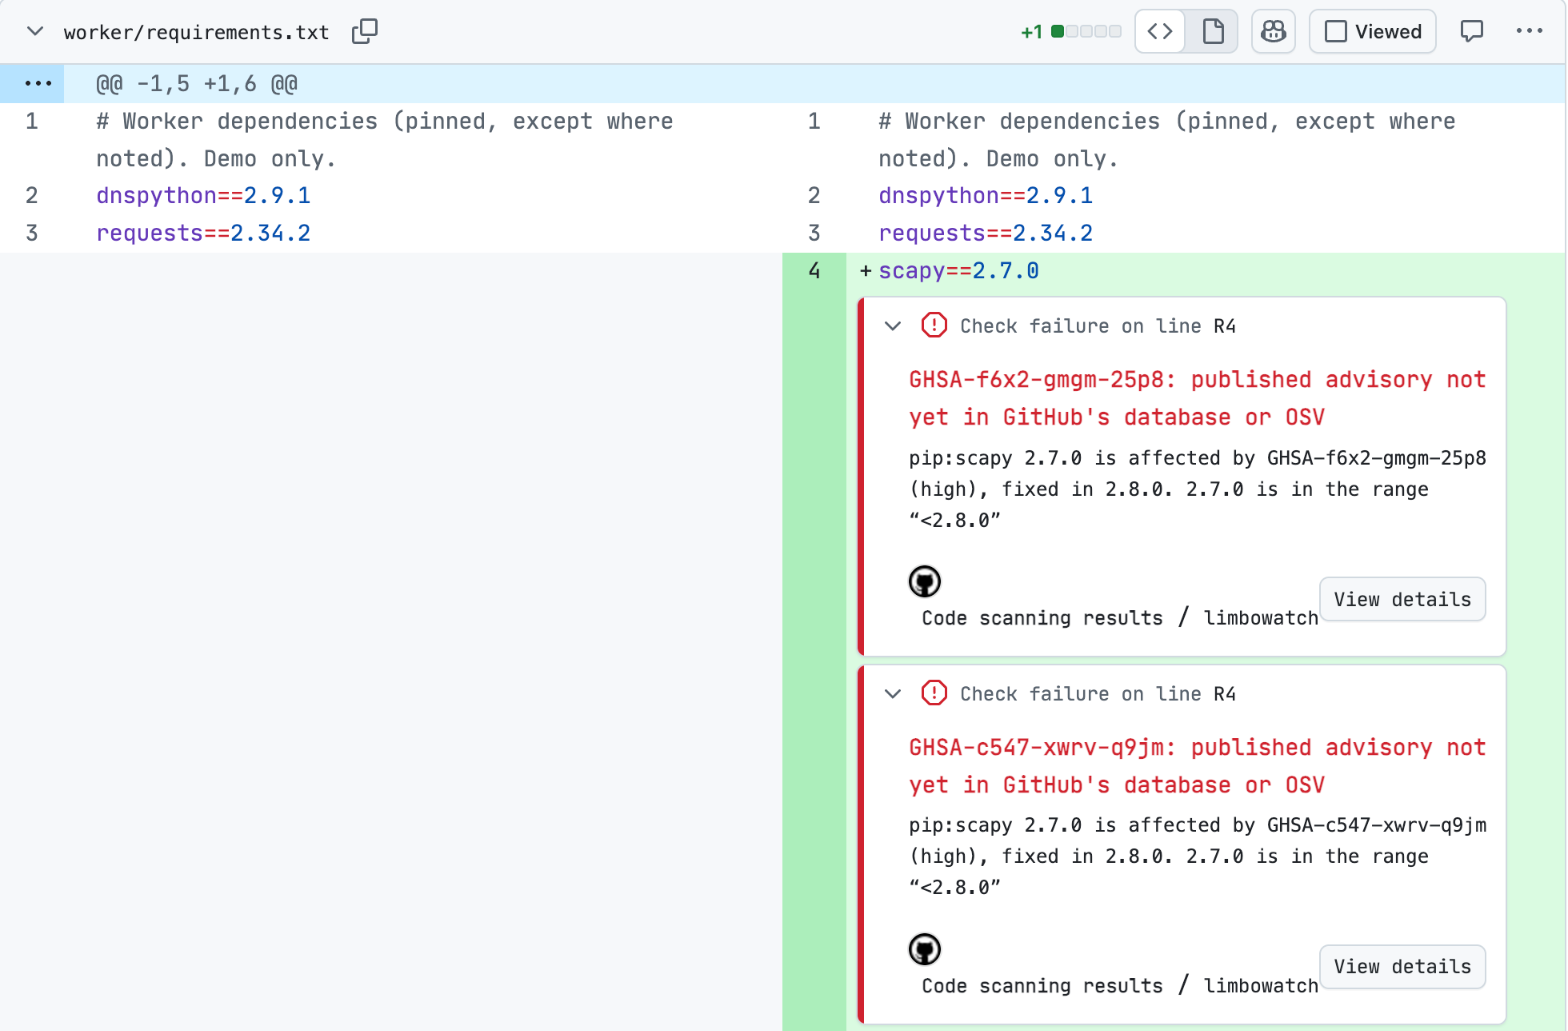 worker/requirements.txt
+1
Viewed
@@ -1,5 +1,6 @@
1 # Worker dependencies (pinned, except where
noted). Demo only.
2 dnspython==2.9.1
3 requests==2.34.2
1 # Worker dependencies (pinned, except where
noted). Demo only.
2 dnspython==2.9.1
3 requests==2.34.2
4 +scapy==2.7.0
Check failure on line R4
GHSA-f6x2-gmgm-25p8: published advisory not
yet in GitHub's database or OSV
pip:scapy 2.7.0 is affected by GHSA-f6x2-gmgm-25p8
(high), fixed in 2.8.0. 2.7.0 is in the range
“<2.8.0”
View details
Code scanning results / limbowatch
Check failure on line R4
GHSA-c547-xwrv-q9jm: published advisory not
yet in GitHub's database or OSV
pip:scapy 2.7.0 is affected by GHSA-c547-xwrv-q9jm
(high), fixed in 2.8.0. 2.7.0 is in the range
“<2.8.0”
View details
Code scanning results / limbowatch